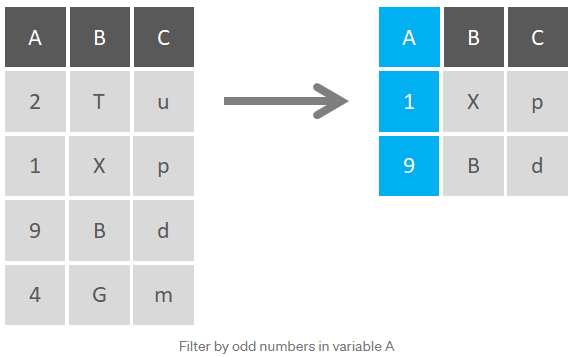 A B C A B C
2 T u 1 X p
1 X p 9 B d
9 B d
4 G m
Filter by odd numbers in variable A